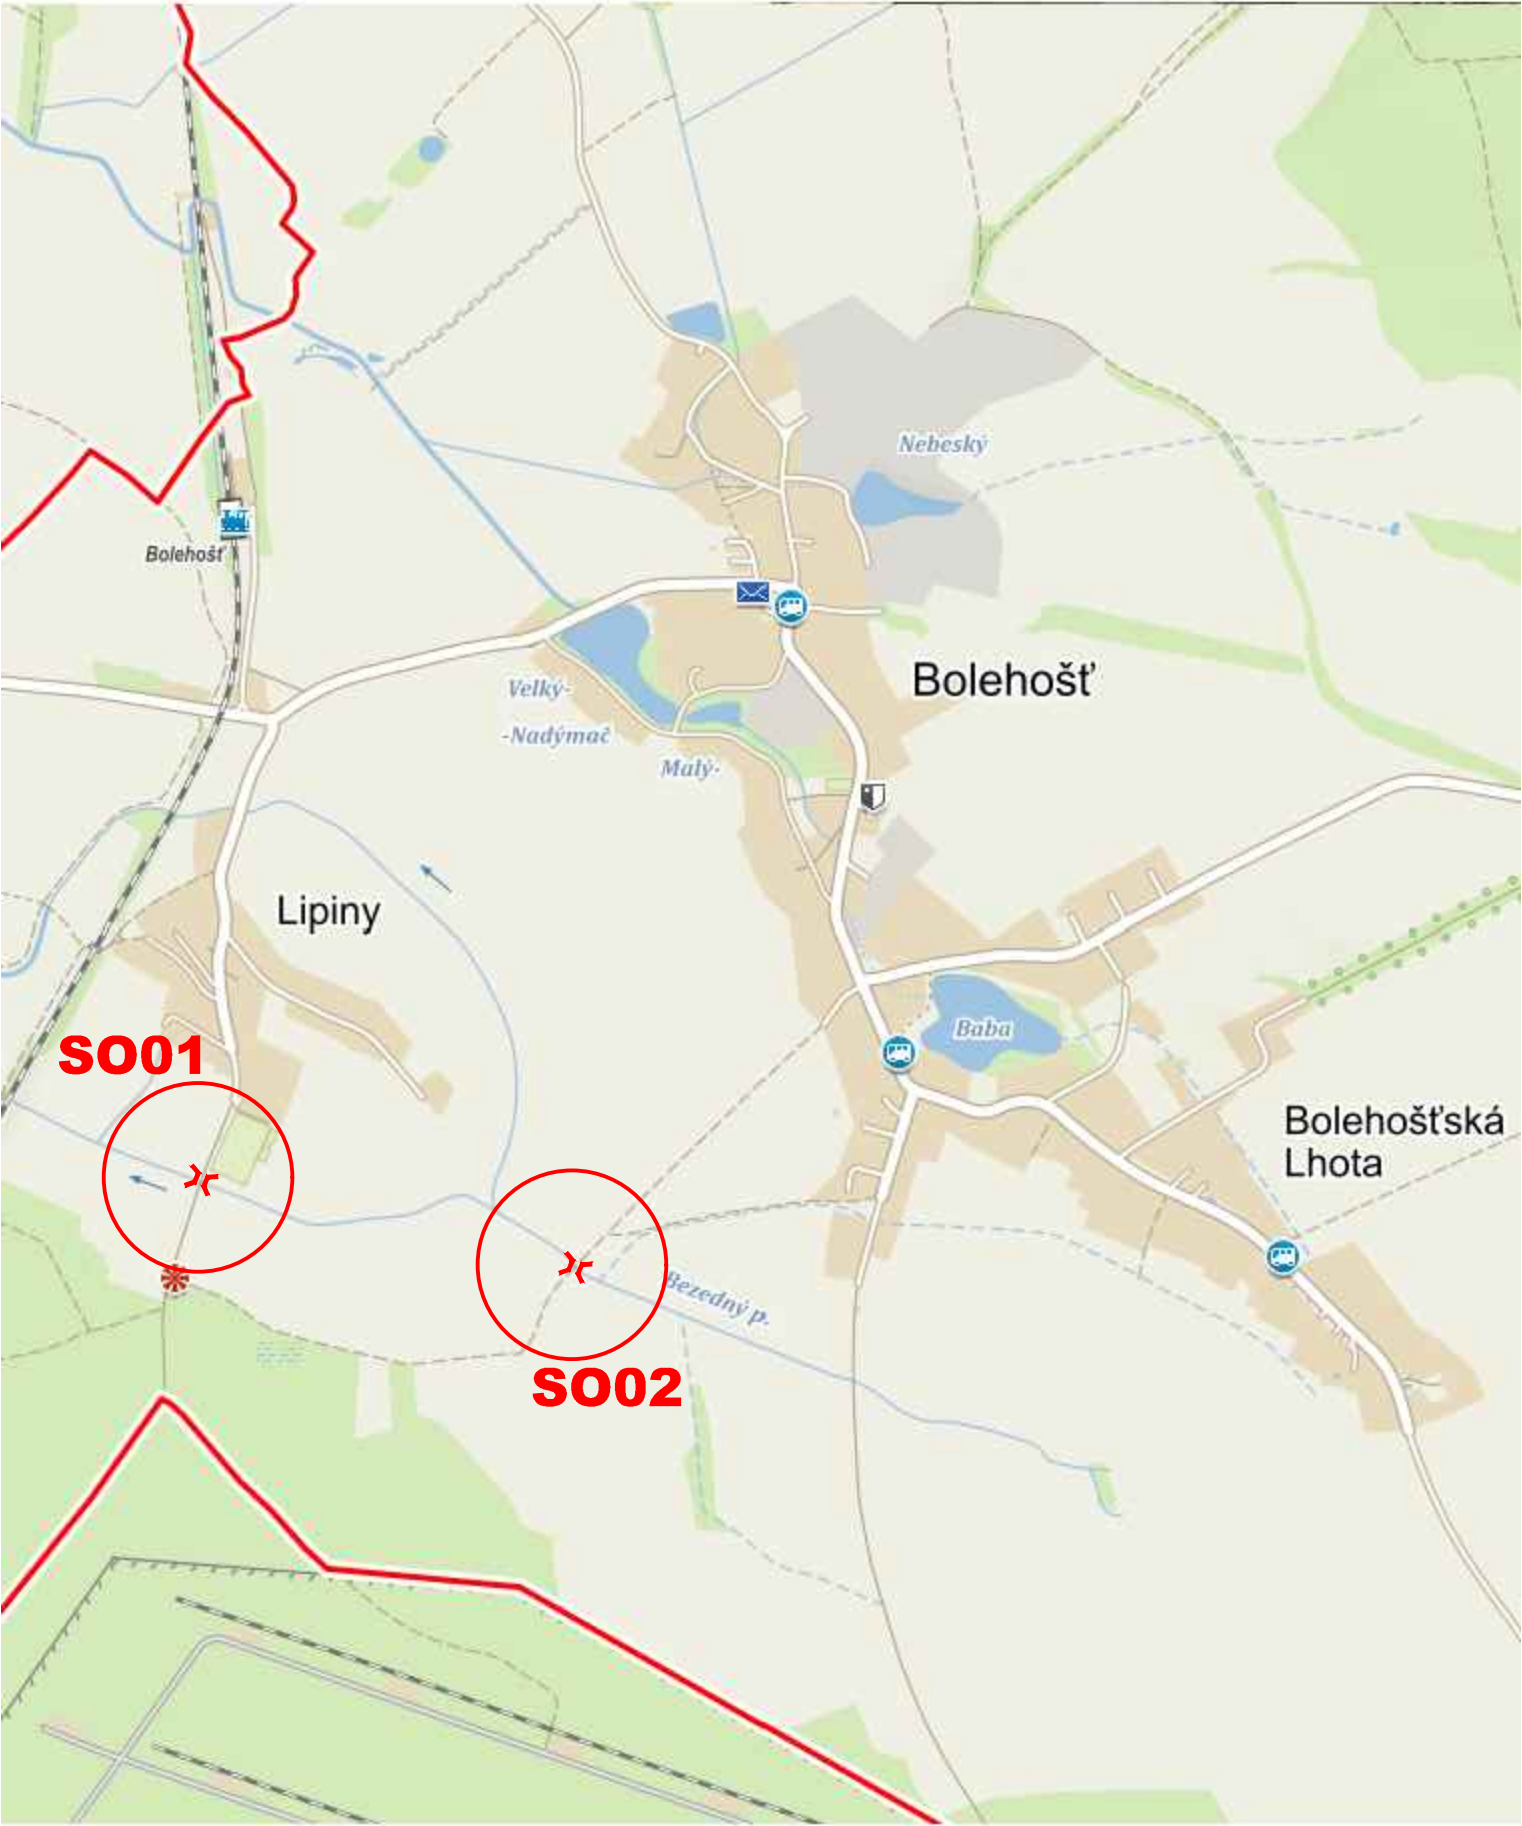 Nebeský
Bolehošť
Bolehošť
Velký-
-Nadýmač
Malý-
Lipiny
Baba
SO01
Bolehošťská
Lhota
Bezedný p.
SO02